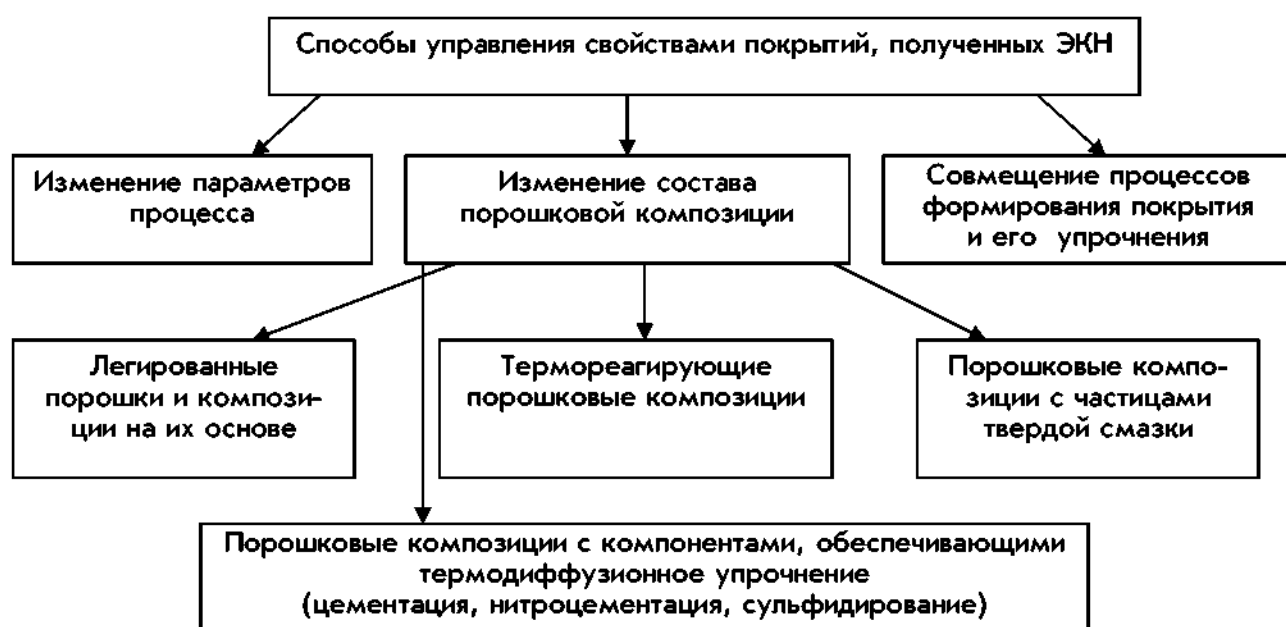 Способы управления свойствами покрытий, полученных ЭКН
Изменение параметров
процесса
Изменение состава
порошковой композиции
Совмещение процессов
формирования покрытия
и его упрочнения
Легированные
порошки и компози-
ции на их основе
Термореагирующие
порошковые композиции
Порошковые компо-
зиции с частицами
твердой смазки
Порошковые композиции с компонентами, обеспечивающими
термодиффузионное упрочнение
(цементация, нитроцементация, сульфидирование)